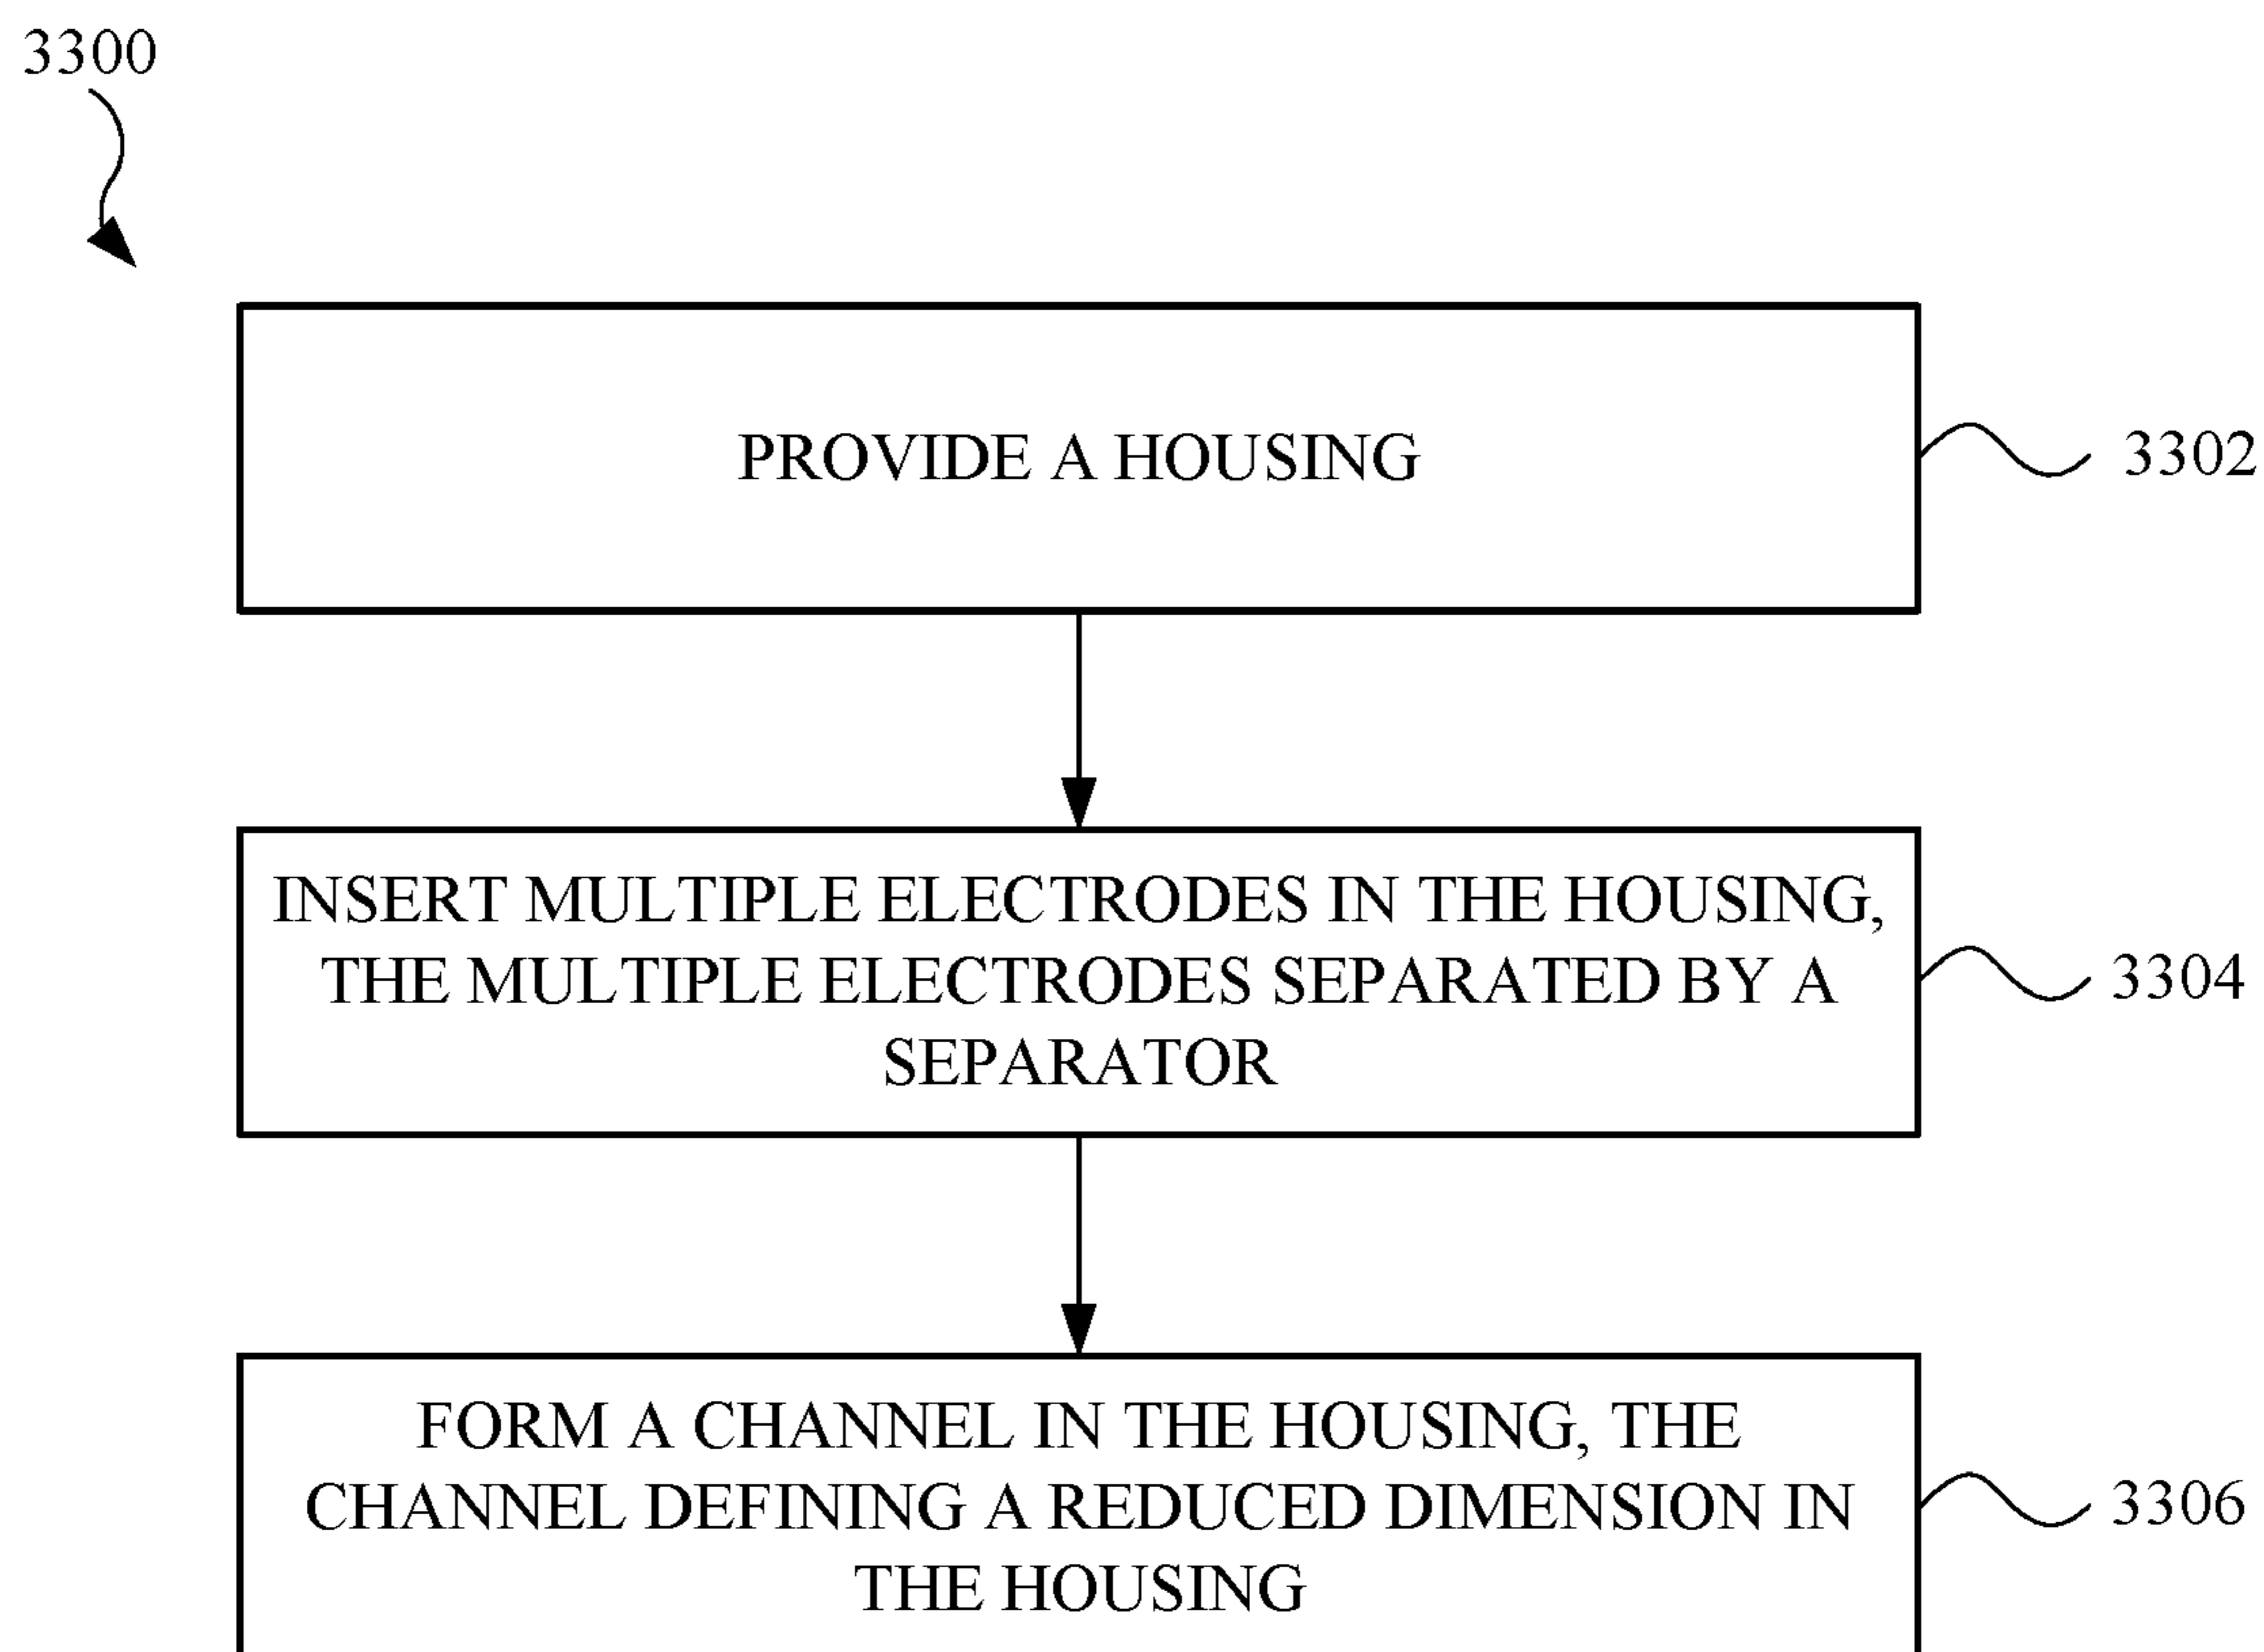 3300
PROVIDE A HOUSING
3302
INSERT MULTIPLE ELECTRODES IN THE HOUSING,
THE MULTIPLE ELECTRODES SEPARATED BY A
SEPARATOR
3304
FORM A CHANNEL IN THE HOUSING, THE
CHANNEL DEFINING A REDUCED DIMENSION IN
THE HOUSING
3306